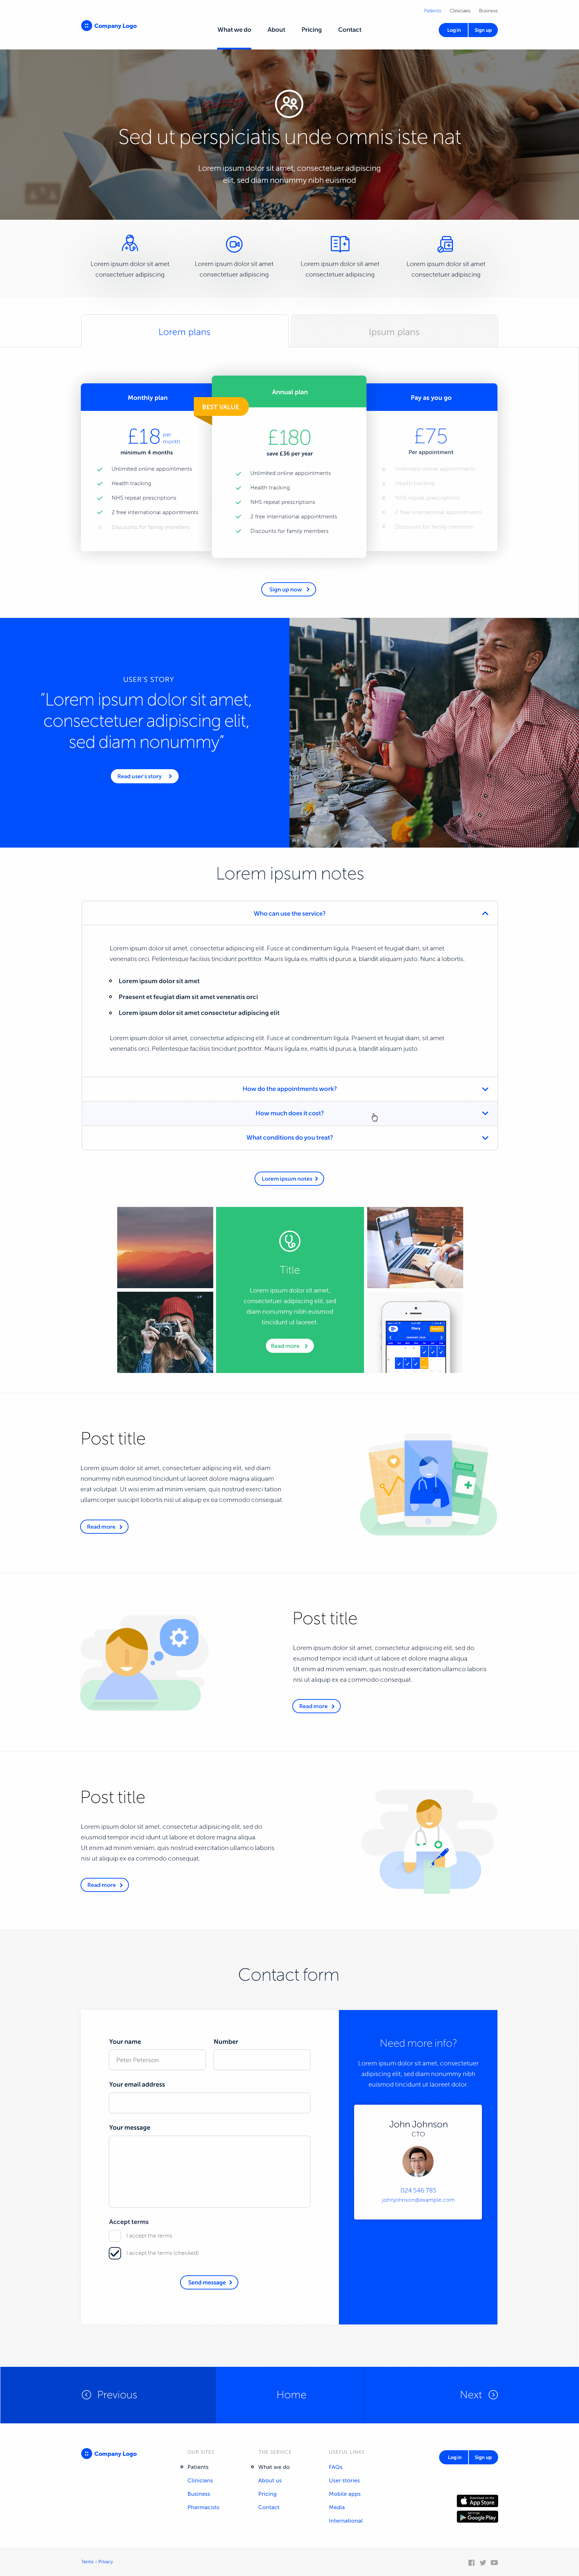 Patients Clinicians Business
Company Logo
What we do About Pricing Contact
Log in Sign up
Sed ut perspiciatis unde omnis iste nat
Lorem ipsum dolor sit amet, consectetuer adipiscing
elit, sed diam nonummy nibh euismod
Lorem ipsum dolor sit amet
consectetuer adipiscing
Lorem ipsum dolor sit amet
consectetuer adipiscing
Lorem ipsum dolor sit amet
consectetuer adipiscing
Lorem ipsum dolor sit amet
consectetuer adipiscing
Lorem plans
Ipsum plans
Monthly plan
£18 per month
minimum 4 months
Unlimited online appointments
Health tracking
NHS repeat prescriptions
2 free international appointments
Discounts for family members
BEST VALUE
Annual plan
£180
save £36 per year
Unlimited online appointments
Health tracking
NHS repeat prescriptions
2 free international appointments
Discounts for family members
Pay as you go
£75
Per appointment
Unlimited online appointments
Health tracking
NHS repeat prescriptions
2 free international appointments
Discounts for family members
Sign up now
USER'S STORY
“Lorem ipsum dolor sit amet,
consectetuer adipiscing elit,
sed diam nonummy”
Read user's story
Lorem ipsum notes
Who can use the service?
Lorem ipsum dolor sit amet, consectetur adipiscing elit. Fusce at condimentum ligula. Praesent et feugiat diam, sit amet
venenatis orci. Pellentesque facilisis tincidunt porttitor. Mauris ligula ex, mattis id purus a, blandit aliquam justo. Nunc a lobortis.
Lorem ipsum dolor sit amet
Praesent et feugiat diam sit amet venenatis orci
Lorem ipsum dolor sit amet consectetur adipiscing elit
Lorem ipsum dolor sit amet, consectetur adipiscing elit. Fusce at condimentum ligula. Praesent et feugiat diam, sit amet
venenatis orci. Pellentesque facilisis tincidunt porttitor. Mauris ligula ex, mattis id purus a, blandit aliquam justo.
How do the appointments work?
How much does it cost?
What conditions do you treat?
Lorem ipsum notes
Title
Lorem ipsum dolor sit amet,
consectetuer adipiscing elit, sed
diam nonummy nibh euismod
tincidunt ut laoreet.
Read more
Diary
Post title
Lorem ipsum dolor sit amet, consectetuer adipiscing elit, sed diam
nonummy nibh euismod tincidunt ut laoreet dolore magna aliquam
erat volutpat. Ut wisi enim ad minim veniam, quis nostrud exerci tation
ullamcorper suscipit lobortis nisl ut aliquip ex ea commodo consequat.
Read more
Post title
Lorem ipsum dolor sit amet, consectetur adipisicing elit, sed do
eiusmod tempor incid idunt ut labore et dolore magna aliqua.
Ut enim ad minim veniam, quis nostrud exercitation ullamco laboris
nisi ut aliquip ex ea commodo consequat.
Read more
Post title
Lorem ipsum dolor sit amet, consectetur adipisicing elit, sed do
eiusmod tempor incid idunt ut labore et dolore magna aliqua.
Ut enim ad minim veniam, quis nostrud exercitation ullamco laboris
nisi ut aliquip ex ea commodo consequat.
Read more
Contact form
Your name
Number
Peter Peterson
Your email address
Your message
Accept terms
I accept the terms
I accept the terms (checked)
Send message
Need more info?
Lorem ipsum dolor sit amet, consectetuer
adipiscing elit, sed diam nonummy nibh
euismod tincidunt ut laoreet dolor.
John Johnson
CTO
024 546 785
johnjohnson@example.com
Previous
Home
Next
Company Logo
OUR SITES
Patients
Clinicians
Business
Pharmacists
THE SERVICE
What we do
About us
Pricing
Contact
USEFUL LINKS
FAQs
User stories
Mobile apps
Media
International
Log in Sign up
Download on the
App Store
Google Play
Terms + Privacy